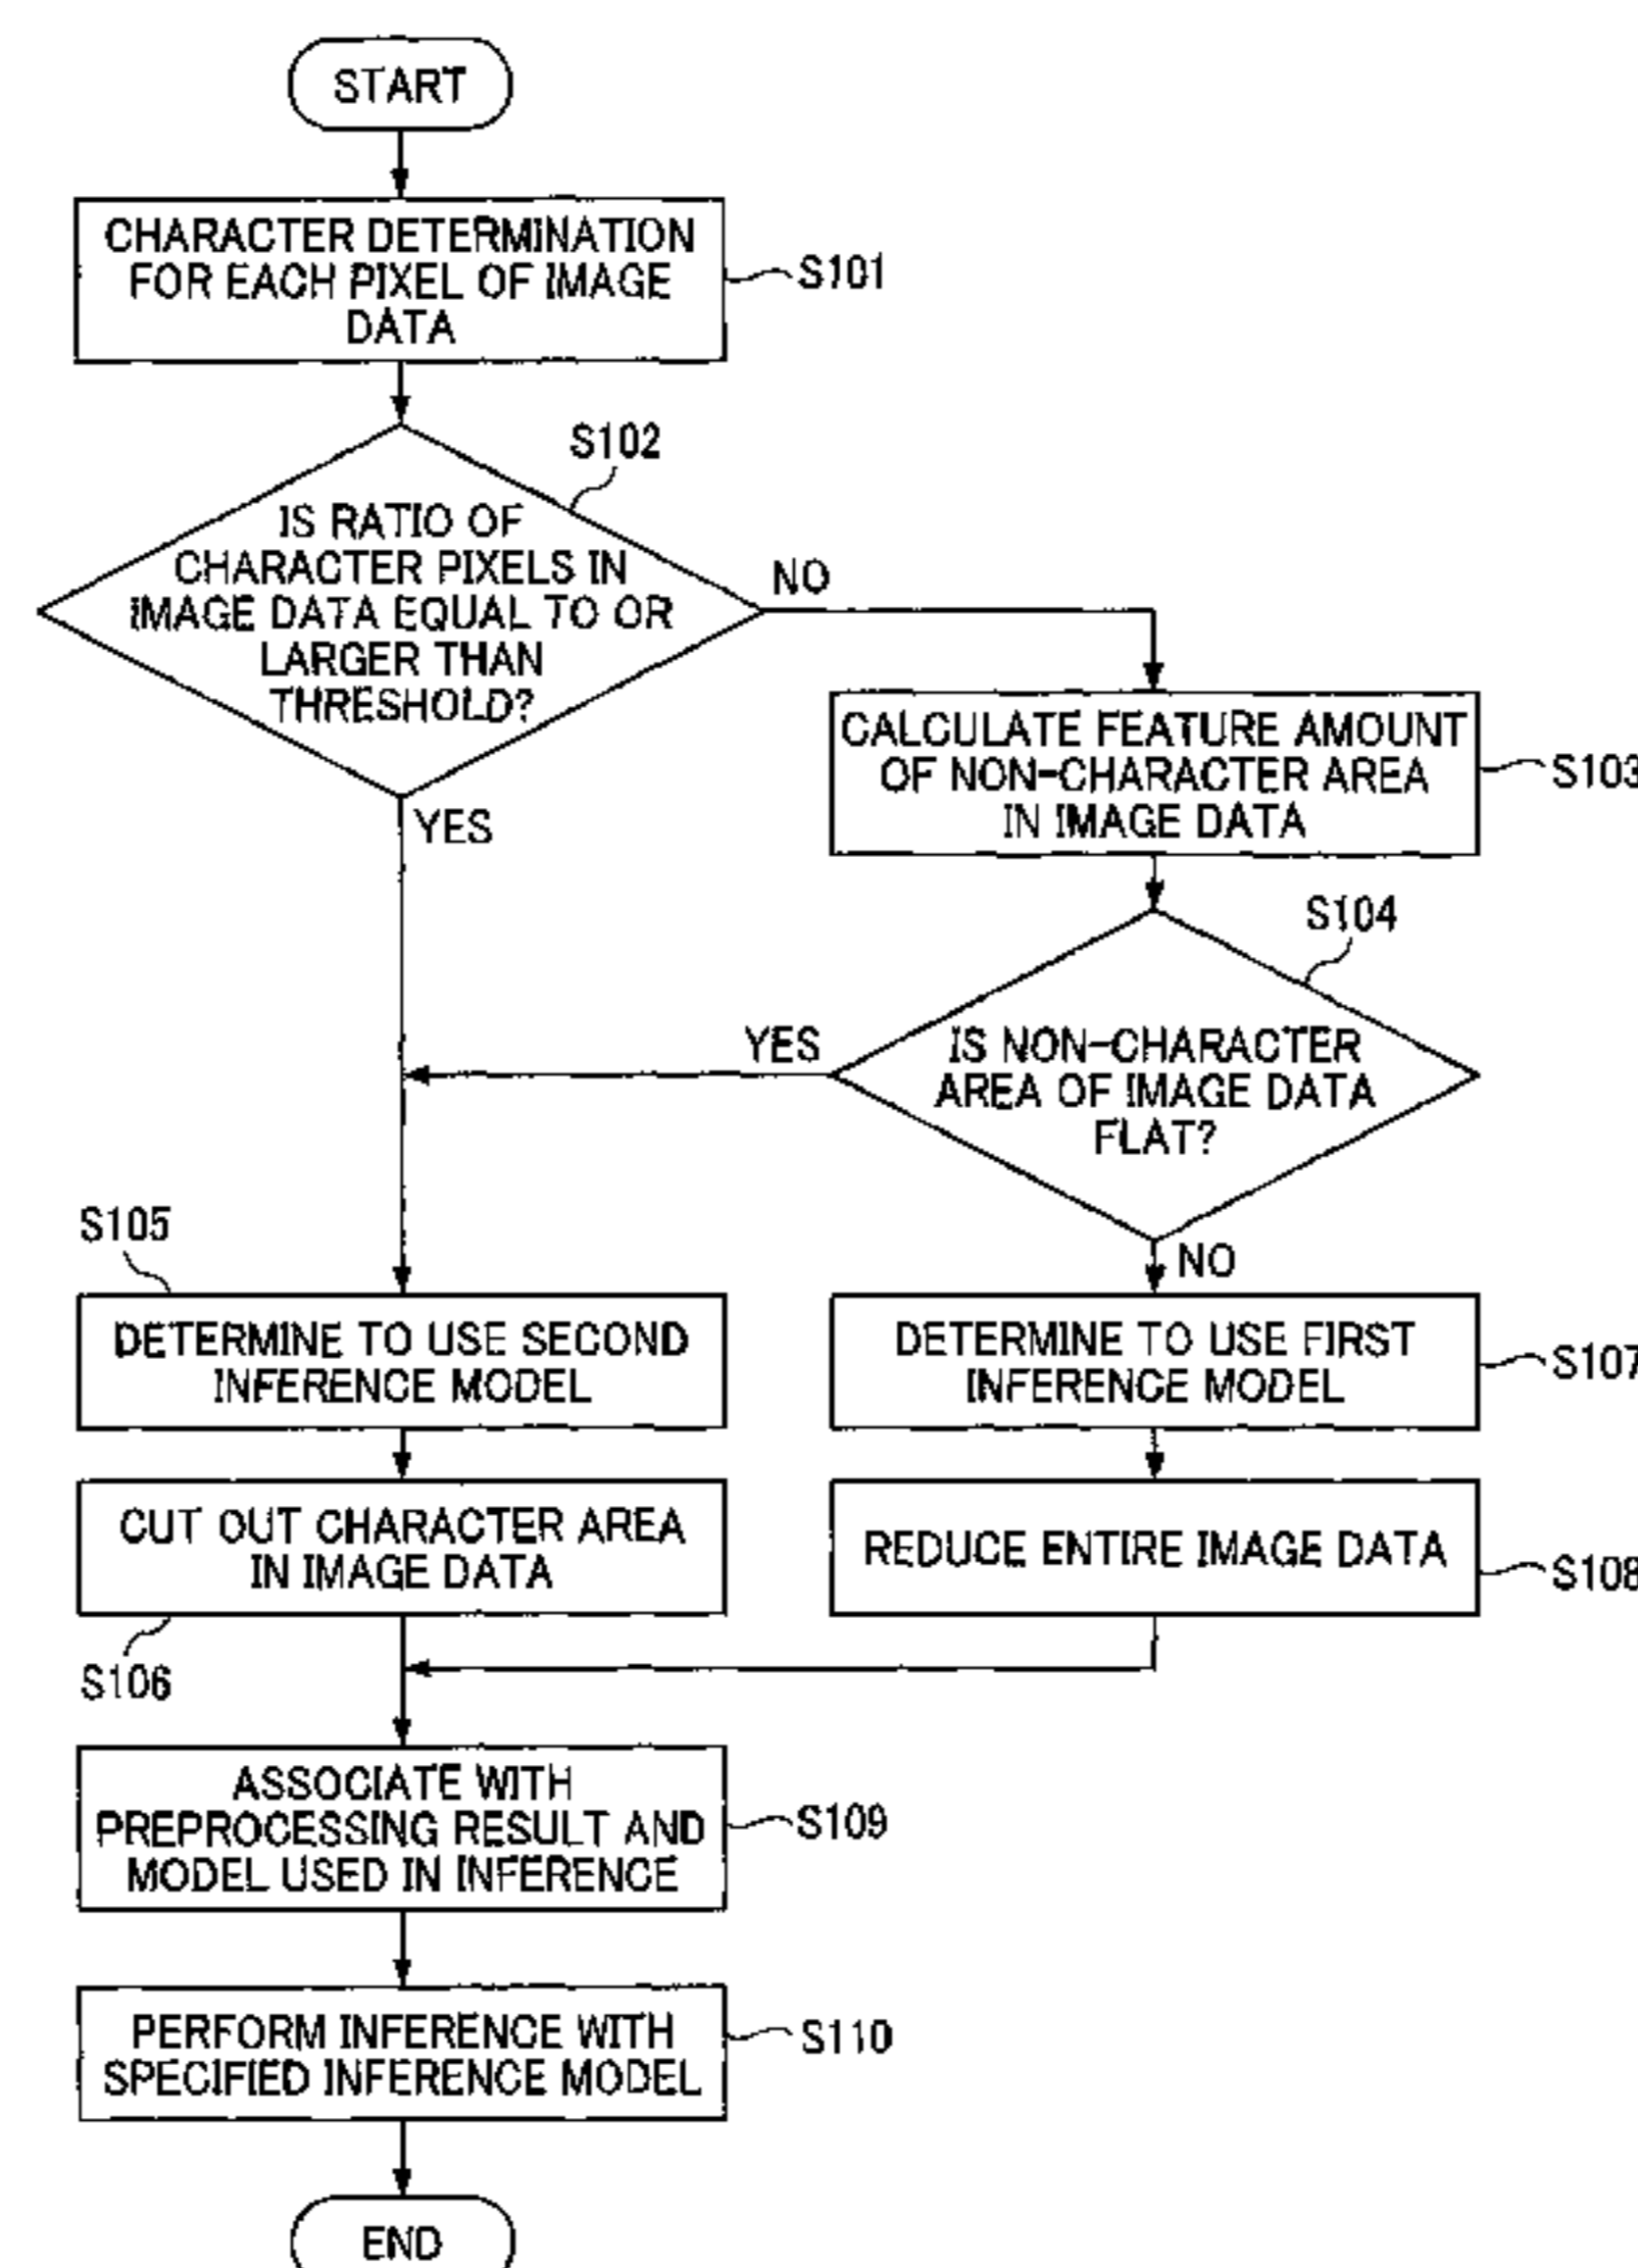 START
CHARACTER DETERMINATION
FOR EACH PIXEL OF IMAGE
DATA
S101
S102
IS RATIO OF
CHARACTER PIXELS IN
IMAGE DATA EQUAL TO OR
LARGER THAN
THRESHOLD?
NO
YES
CALCULATE FEATURE AMOUNT
OF NON-CHARACTER AREA
IN IMAGE DATA
S103
S104
IS NON-CHARACTER
AREA OF IMAGE DATA
FLAT?
YES
NO
S105
DETERMINE TO USE SECOND
INFERENCE MODEL
DETERMINE TO USE FIRST
INFERENCE MODEL
S107
CUT OUT CHARACTER AREA
IN IMAGE DATA
S106
REDUCE ENTIRE IMAGE DATA
S108
ASSOCIATE WITH
PREPROCESSING RESULT AND
MODEL USED IN INFERENCE
S109
PERFORM INFERENCE WITH
SPECIFIED INFERENCE MODEL
S110
END